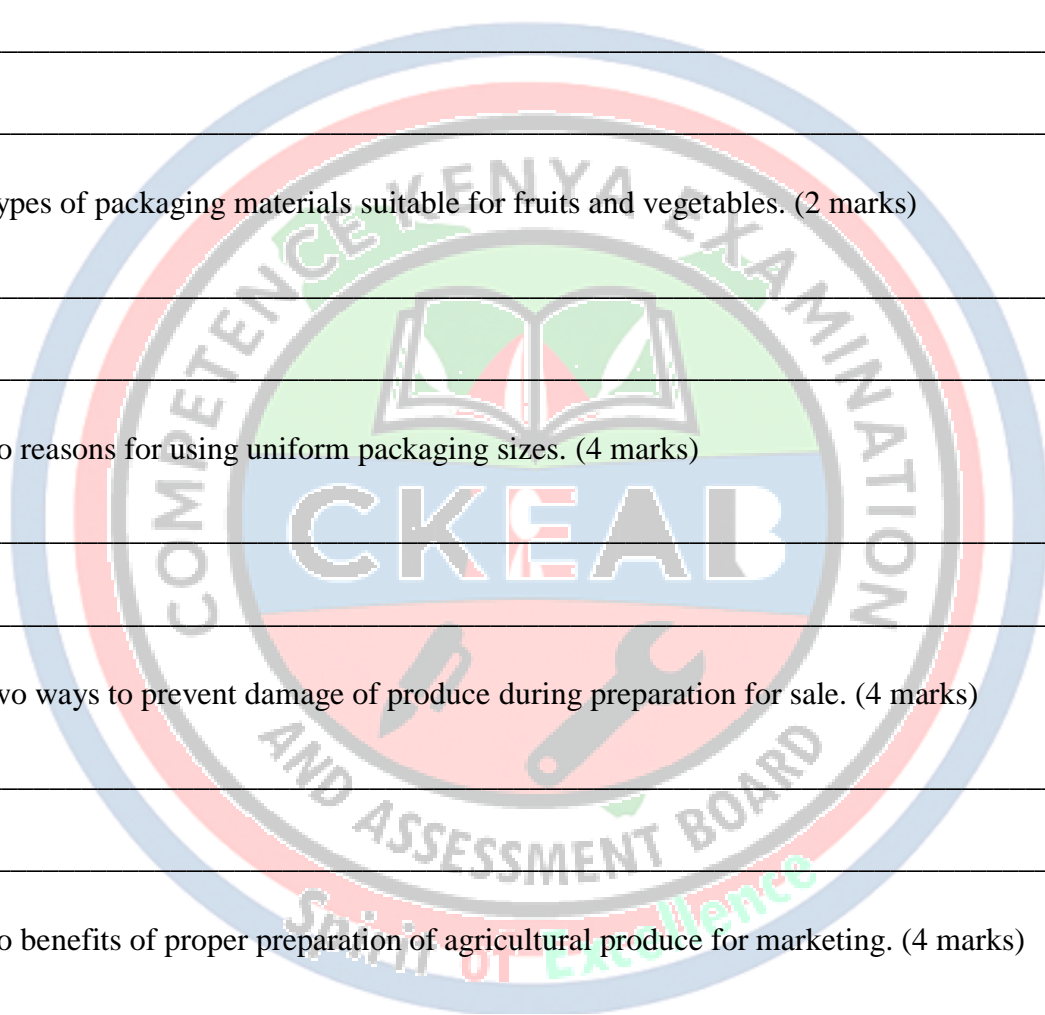 ypes of packaging materials suitable for fruits and vegetables. (2 marks)
o reasons for using uniform packaging sizes. (4 marks)
wo ways to prevent damage of produce during preparation for sale. (4 marks)
o benefits of proper preparation of agricultural produce for marketing. (4 marks)
COMPETENCE KENYA EXAMINATION
AND ASSESSMENT BOARD
CKEAB
Spirit of Excellence